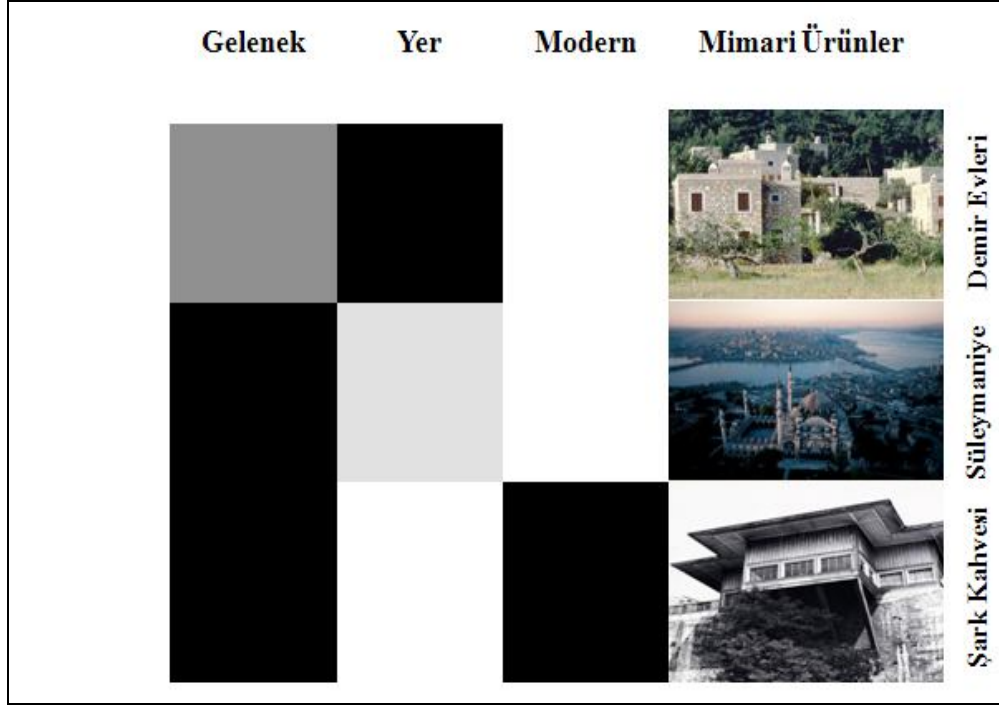 Gelenek Yer Modern Mimari Ürünler
Demir Evleri
Süleymaniye
Şark Kahvesi